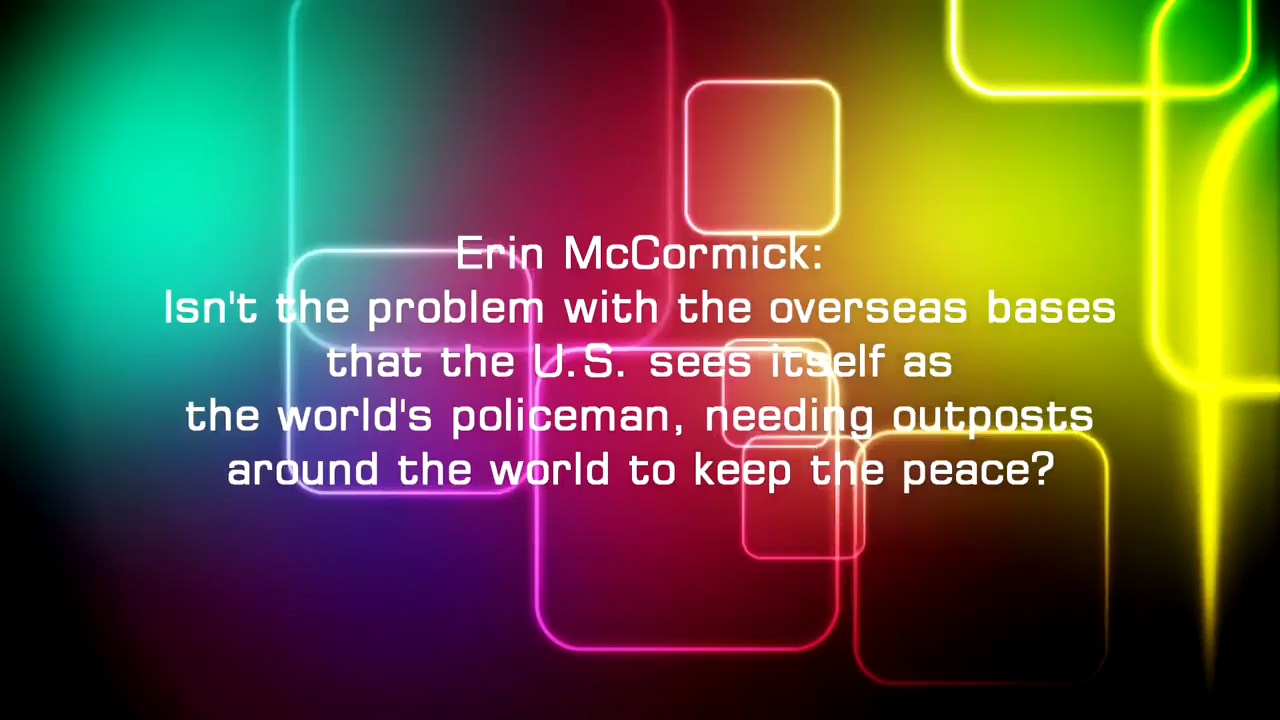 Erin McCormick:
Isn't the problem with the overseas bases
that the U.S. sees itself as
the world's policeman, needing outposts
around the world to keep the peace?